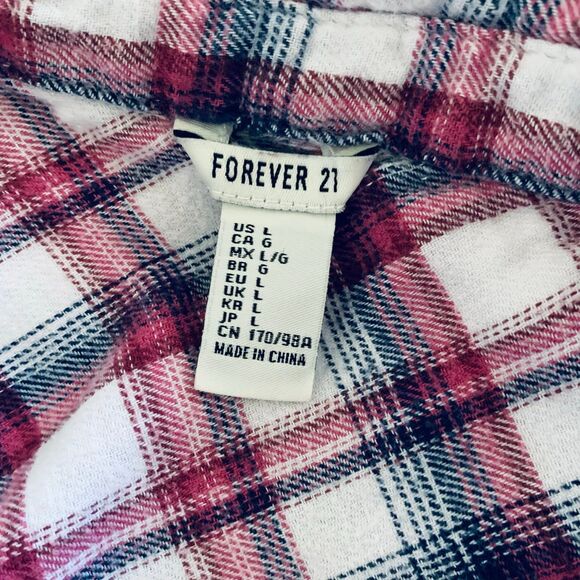 FOREVER 21
US L
CA G
MX L/G
BR G
EU L
UK L
KR L
JP L
CN 170/98A
MADE IN CHINA